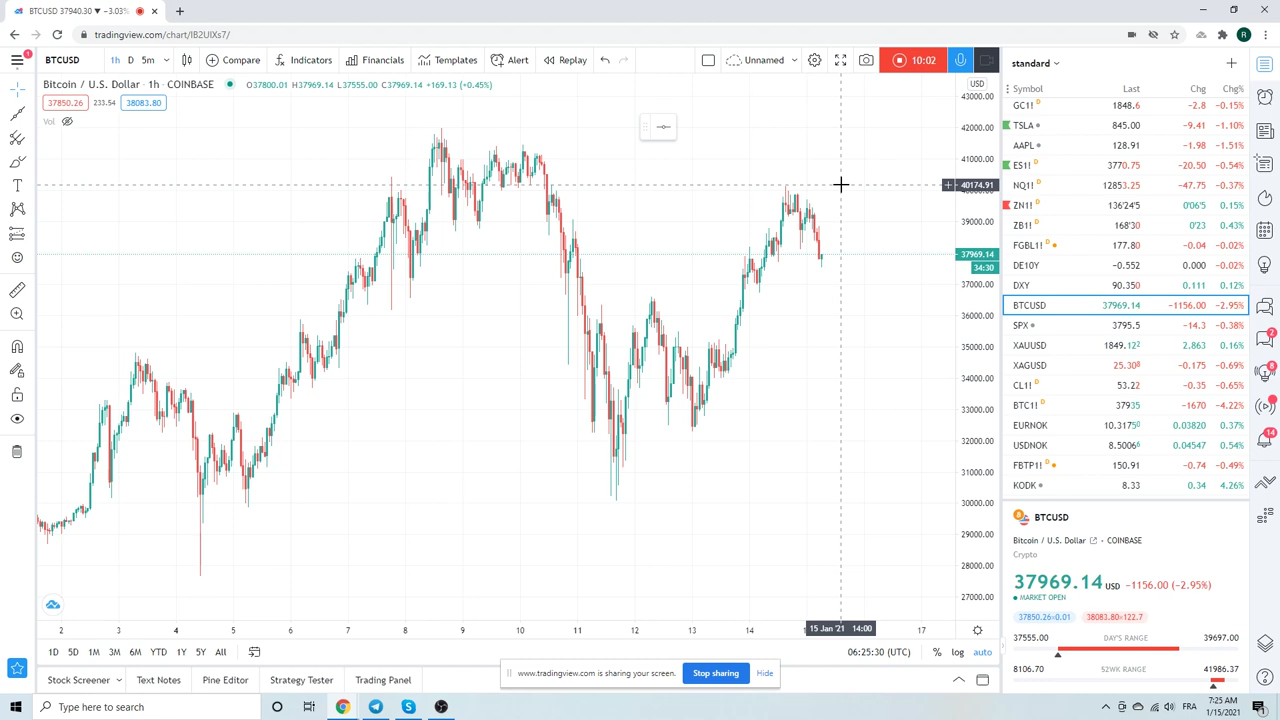 BTCUSD 37940.30 −3.03%
tradingview.com/chart/IB2UIXs7/
R
1
BTCUSD 1h D 5m Compare Indicators Financials Templates Alert Replay Unnamed 10:02
Bitcoin / U.S. Dollar · 1h · COINBASE O37800.01 H37969.14 L37555.00 C37969.14 +169.13 (+0.45%)
37850.26 233.54 38083.80
Vol
USD
43000.00
42000.00
41000.00
40174.91
40000.00
39000.00
37969.14
34:30
37000.00
36000.00
35000.00
34000.00
33000.00
32000.00
31000.00
30000.00
29000.00
28000.00
27000.00
2 3 4 5 6 7 8 9 10 11 12 13 14 15 Jan '21 14:00 17
1D 5D 1M 3M 6M YTD 1Y 5Y All
06:25:30 (UTC) % log auto
Stock Screener Text Notes Pine Editor Strategy Tester Trading Panel
www.tradingview.com is sharing your screen. Stop sharing Hide
standard
Symbol Last Chg Chg%
GC1! D 1848.6 −2.8 −0.15%
TSLA 845.00 −9.41 −1.10%
AAPL 128.91 −1.98 −1.51%
ES1! D 3770.75 −20.50 −0.54%
NQ1! D 12853.25 −47.75 −0.37%
ZN1! D 136'24'5 0'06'5 0.15%
ZB1! D 168'30 0'23 0.43%
FGBL1! D 177.80 −0.04 −0.02%
DE10Y −0.552 0.000 −0.02%
DXY 90.350 0.111 0.12%
BTCUSD 37969.14 −1156.00 −2.95%
SPX 3795.5 −14.3 −0.38%
XAUUSD 1849.122 2.863 0.16%
XAGUSD 25.308 −0.175 −0.69%
CL1! D 53.22 −0.35 −0.65%
BTC1! D 37935 −1670 −4.22%
EURNOK 10.31750 0.03820 0.37%
USDNOK 8.50066 0.04547 0.54%
FBTP1! D 150.91 −0.74 −0.49%
KODK 8.33 0.34 4.26%
BTCUSD
Bitcoin / U.S. Dollar · COINBASE
Crypto
37969.14 USD −1156.00 (−2.95%)
MARKET OPEN
37850.26×0.01 38083.80×122.7
37555.00 DAY'S RANGE 39697.00
8106.70 52WK RANGE 41986.37
2
8
14
Type here to search
FRA
7:25 AM
1/15/2021
1